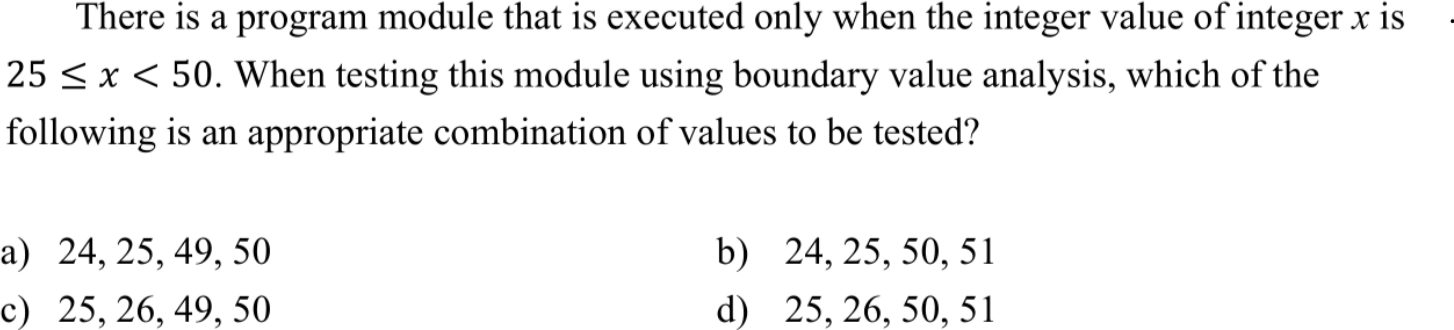 There is a program module that is executed only when the integer value of integer x is
25 ≤ x < 50. When testing this module using boundary value analysis, which of the
following is an appropriate combination of values to be tested?
a) 24, 25, 49, 50 b) 24, 25, 50, 51
c) 25, 26, 49, 50 d) 25, 26, 50, 51